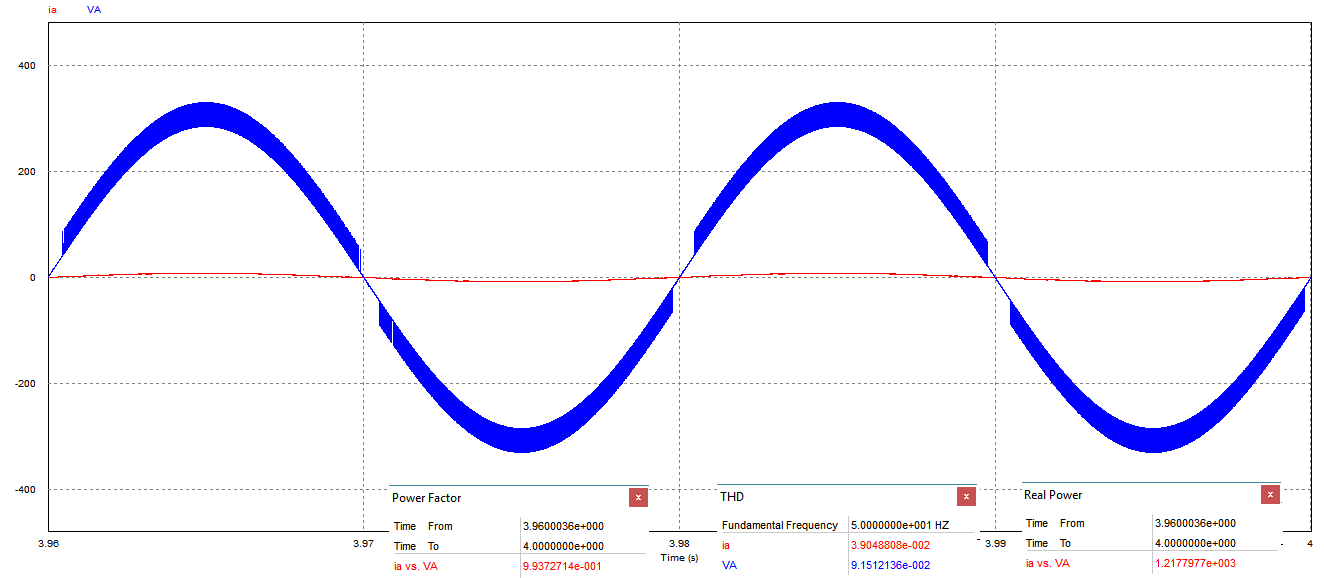 ia VA
400
200
0
-200
-400
3.96 3.97 3.98 3.99 4
Time (s)
Power Factor x
Time From 3.9600036e+000
Time To 4.0000000e+000
ia vs. VA 9.9372714e-001
THD x
Fundamental Frequency 5.0000000e+001 HZ
ia 3.9048808e-002
VA 9.1512136e-002
Real Power x
Time From 3.9600036e+000
Time To 4.0000000e+000
ia vs. VA 1.2177977e+003